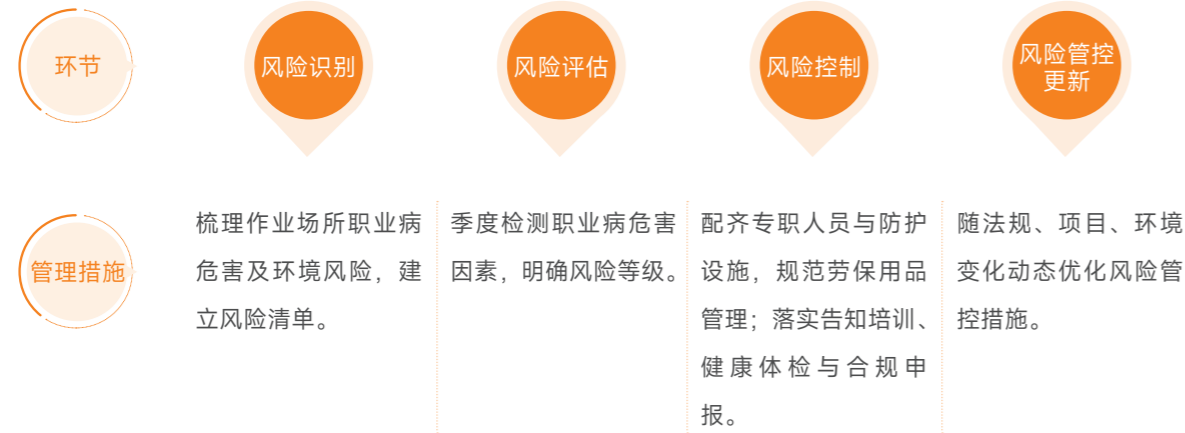 环节
风险识别
风险评估
风险控制
风险管控
更新
管理措施
梳理作业场所职业病
危害及环境风险，建
立风险清单。
季度检测职业病危害
因素，明确风险等级。
配齐专职人员与防护
设施，规范劳保用品
管理；落实告知培训、
健康体检与合规申
报。
随法规、项目、环境
变化动态优化风险管
控措施。